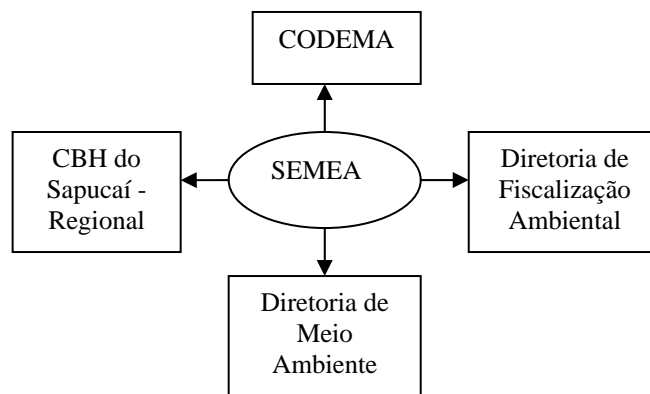 CODEMA
CBH do
Sapucaí -
Regional
SEMEA
Diretoria de
Fiscalização
Ambiental
Diretoria de
Meio
Ambiente